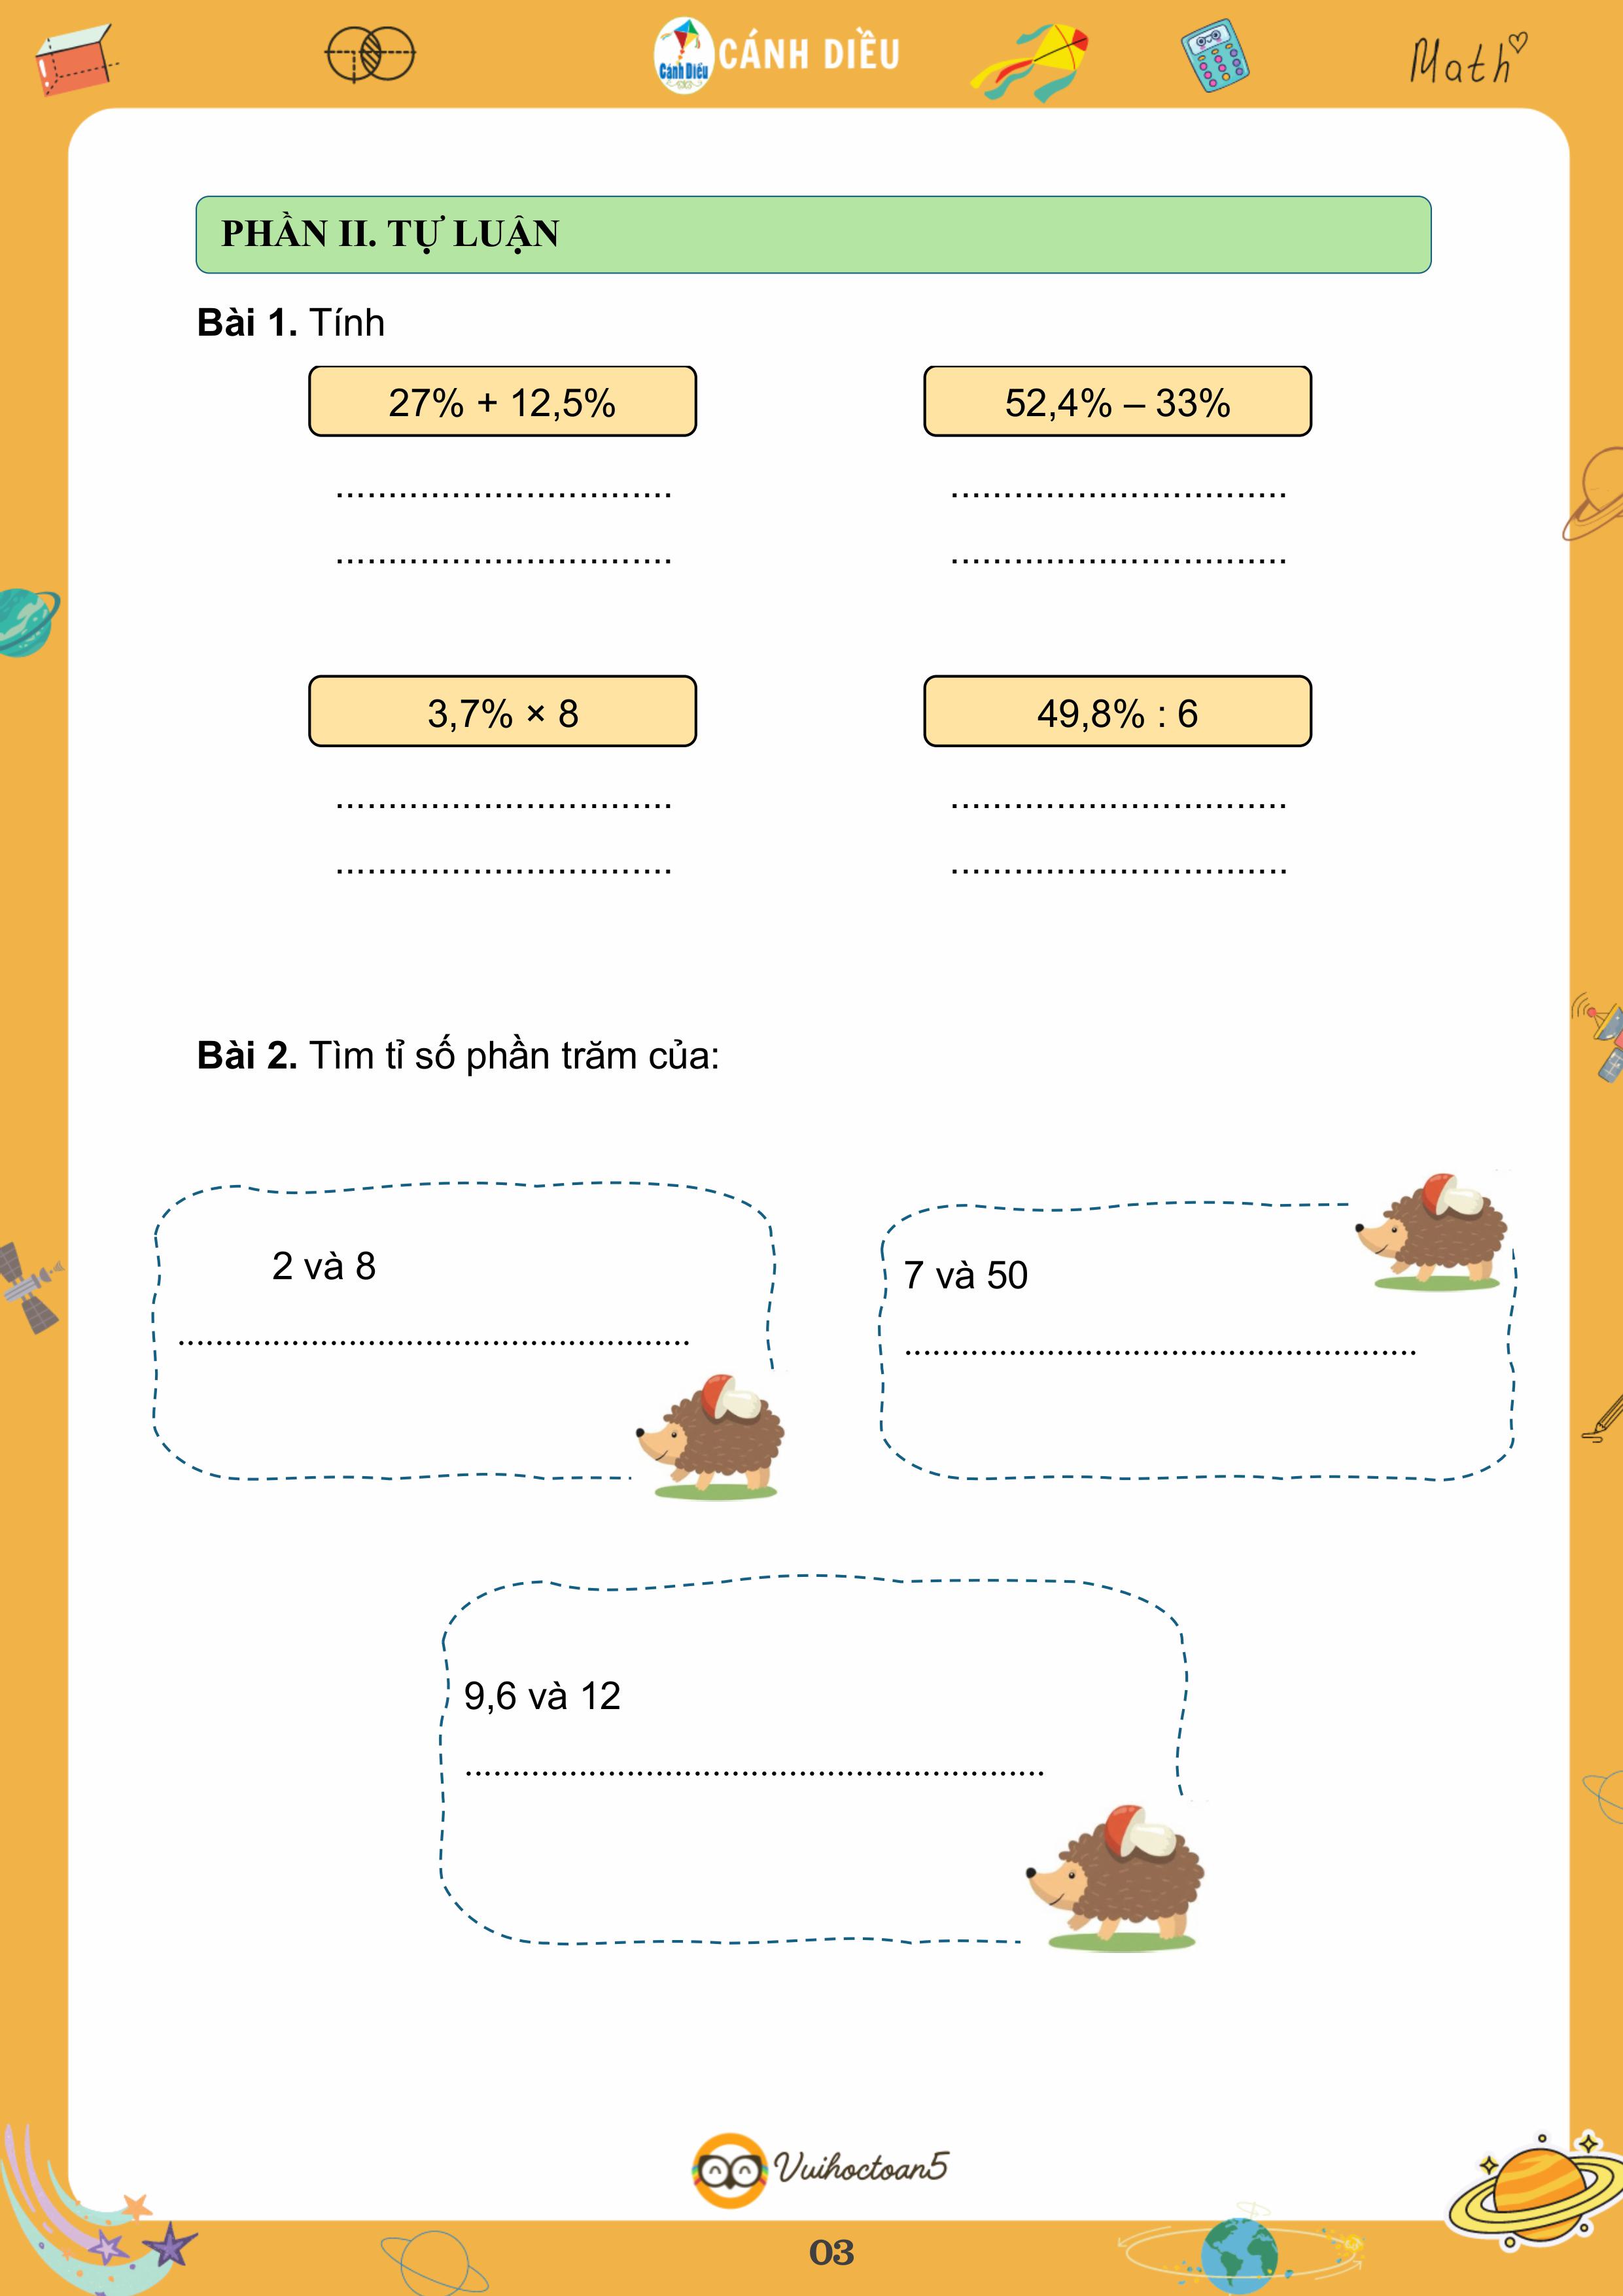 Cánh Diều
CÁNH DIỀU
Math
PHẦN II. TỰ LUẬN
Bài 1. Tính
27% + 12,5%
52,4% – 33%
................................
................................
................................
................................
3,7% × 8
49,8% : 6
................................
................................
................................
................................
Bài 2. Tìm tỉ số phần trăm của:
2 và 8
7 và 50
......................................................
......................................................
9,6 và 12
.............................................................
Vuihoctoan5
03